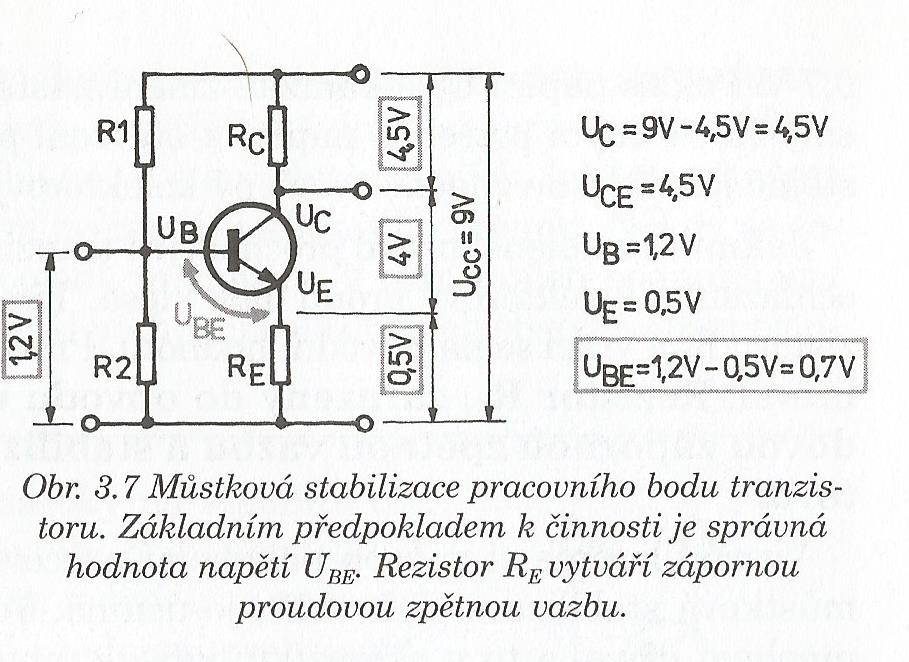 R1
RC
4,5V
UC = 9V - 4,5V = 4,5V
UCE = 4,5V
UB
UC
4V
UCC = 9V
UB = 1,2V
UE
UE = 0,5V
1,2V
UBE
R2
RE
0,5V
UBE = 1,2V - 0,5V = 0,7V
Obr. 3.7 Můstková stabilizace pracovního bodu tranzis-
toru. Základním předpokladem k činnosti je správná
hodnota napětí UBE. Rezistor RE vytváří zápornou
proudovou zpětnou vazbu.